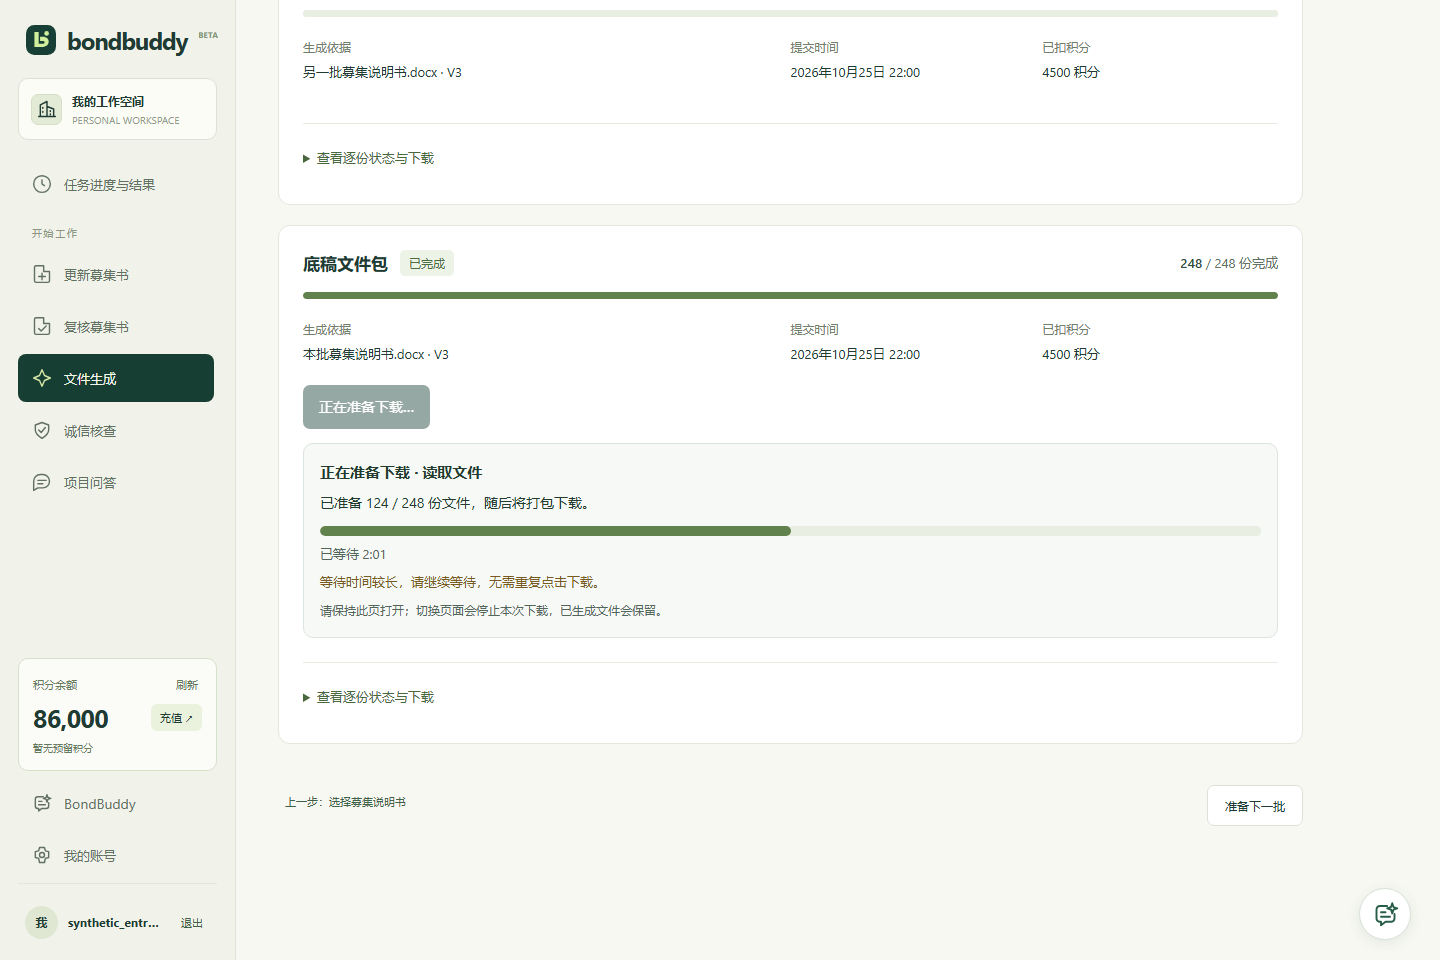 bondbuddy BETA
我的工作空间
PERSONAL WORKSPACE
任务进度与结果
开始工作
更新募集书
复核募集书
文件生成
诚信核查
项目问答
积分余额 刷新
86,000 充值 ↗
暂无预留积分
BondBuddy
我的账号
我 synthetic_entr... 退出
生成依据 提交时间 已扣积分
另一批募集说明书.docx · V3 2026年10月25日 22:00 4500 积分
▶ 查看逐份状态与下载
底稿文件包 已完成 248 / 248 份完成
生成依据 提交时间 已扣积分
本批募集说明书.docx · V3 2026年10月25日 22:00 4500 积分
正在准备下载...
正在准备下载 · 读取文件
已准备 124 / 248 份文件，随后将打包下载。
已等待 2:01
等待时间较长，请继续等待，无需重复点击下载。
请保持此页打开；切换页面会停止本次下载，已生成文件会保留。
▶ 查看逐份状态与下载
上一步：选择募集说明书 准备下一批